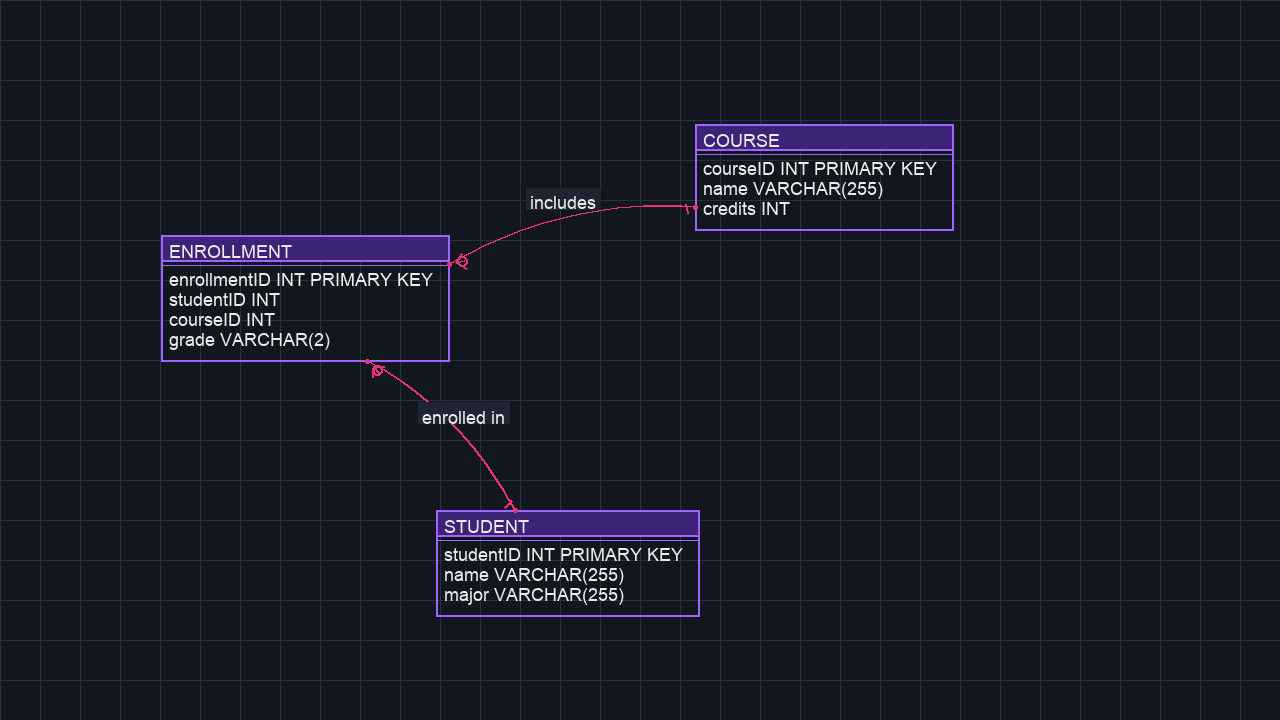 COURSE
courseID INT PRIMARY KEY
name VARCHAR(255)
credits INT
includes
ENROLLMENT
enrollmentID INT PRIMARY KEY
studentID INT
courseID INT
grade VARCHAR(2)
enrolled in
STUDENT
studentID INT PRIMARY KEY
name VARCHAR(255)
major VARCHAR(255)